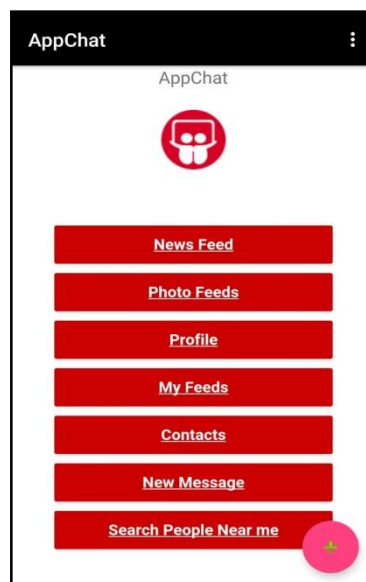 AppChat
AppChat
News Feed
Photo Feeds
Profile
My Feeds
Contacts
New Message
Search People Near me
+